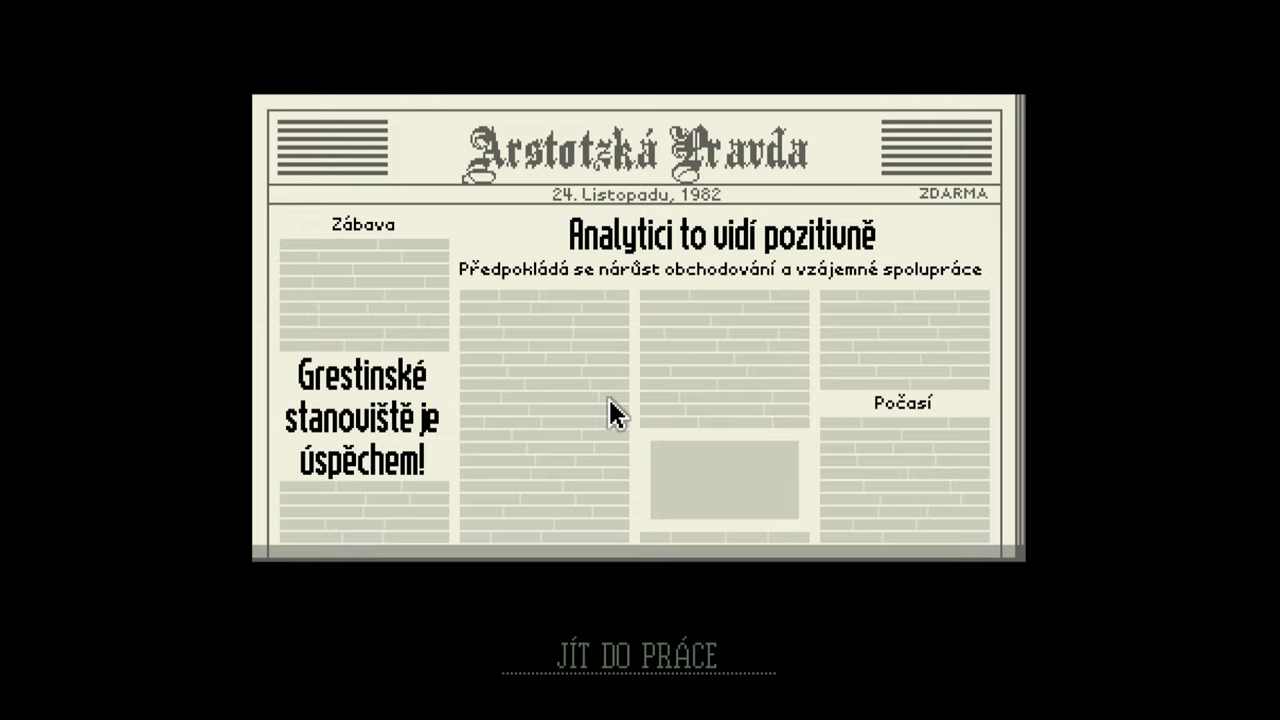 Arstotzká Pravda
24. Listopadu, 1982
ZDARMA
Zábava
Grestinské
stanoviště je
úspěchem!
Analytici to vidí pozitivně
Předpokládá se nárůst obchodování a vzájemné spolupráce
Počasí
JÍT DO PRÁCE